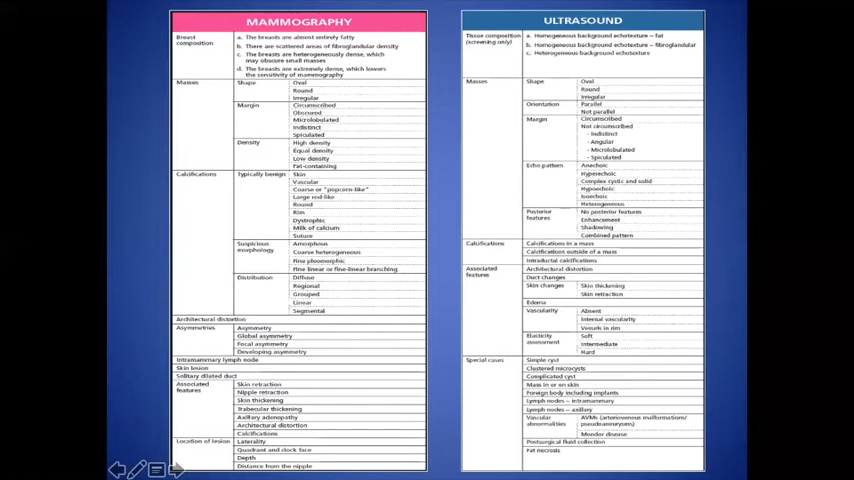 MAMMOGRAPHY
Breast composition
a. The breasts are almost entirely fatty
b. There are scattered areas of fibroglandular density
c. The breasts are heterogeneously dense, which may obscure small masses
d. The breasts are extremely dense, which lowers the sensitivity of mammography
Masses
Shape
Oval
Round
Irregular
Margin
Circumscribed
Obscured
Microlobulated
Indistinct
Spiculated
Density
High density
Equal density
Low density
Fat-containing
Calcifications
Typically benign
Skin
Vascular
Coarse or "popcorn-like"
Large rod-like
Round
Rim
Dystrophic
Milk of calcium
Suture
Suspicious morphology
Amorphous
Coarse heterogeneous
Fine pleomorphic
Fine linear or fine-linear branching
Distribution
Diffuse
Regional
Grouped
Linear
Segmental
Architectural distortion
Asymmetries
Asymmetry
Global asymmetry
Focal asymmetry
Developing asymmetry
Intramammary lymph node
Skin lesion
Solitary dilated duct
Associated features
Skin retraction
Nipple retraction
Skin thickening
Trabecular thickening
Axillary adenopathy
Architectural distortion
Calcifications
Location of lesion
Laterality
Quadrant and clock face
Depth
Distance from the nipple
ULTRASOUND
Tissue composition (screening only)
a. Homogeneous background echotexture – fat
b. Homogeneous background echotexture – fibroglandular
c. Heterogeneous background echotexture
Masses
Shape
Oval
Round
Irregular
Orientation
Parallel
Not parallel
Margin
Circumscribed
Not circumscribed
- Indistinct
- Angular
- Microlobulated
- Spiculated
Echo pattern
Anechoic
Hyperechoic
Complex cystic and solid
Hypoechoic
Isoechoic
Heterogeneous
Posterior features
No posterior features
Enhancement
Shadowing
Combined pattern
Calcifications
Calcifications in a mass
Calcifications outside of a mass
Intraductal calcifications
Associated features
Architectural distortion
Duct changes
Skin changes
Skin thickening
Skin retraction
Edema
Vascularity
Absent
Internal vascularity
Vessels in rim
Elasticity assessment
Soft
Intermediate
Hard
Special cases
Simple cyst
Clustered microcysts
Complicated cyst
Mass in or on skin
Foreign body including implants
Lymph nodes – intramammary
Lymph nodes – axillary
Vascular abnormalities
AVMs (arteriovenous malformations/ pseudoaneurysms)
Mondor disease
Postsurgical fluid collection
Fat necrosis